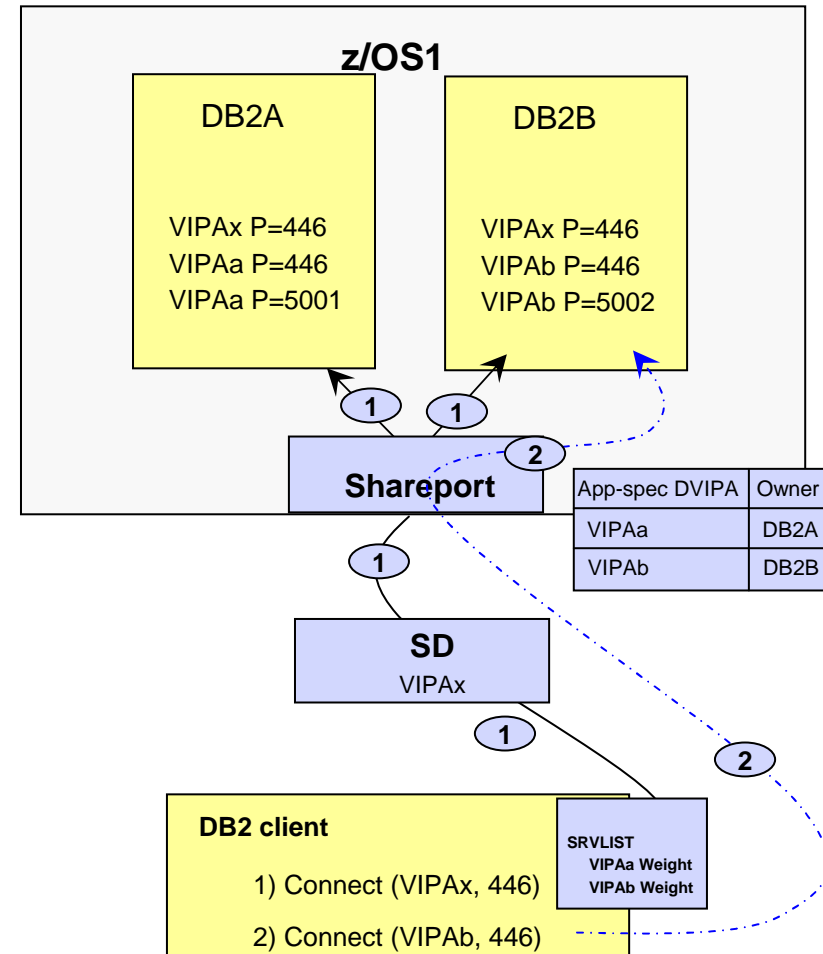 z/OS1
DB2A
VIPAx P=446
VIPAa P=446
VIPAa P=5001
DB2B
VIPAx P=446
VIPAb P=446
VIPAb P=5002
1
1
2
Shareport
App-spec DVIPA Owner
VIPAa DB2A
VIPAb DB2B
1
SD
VIPAx
1
2
DB2 client
1) Connect (VIPAx, 446)
2) Connect (VIPAb, 446)
SRVLIST
VIPAa Weight
VIPAb Weight